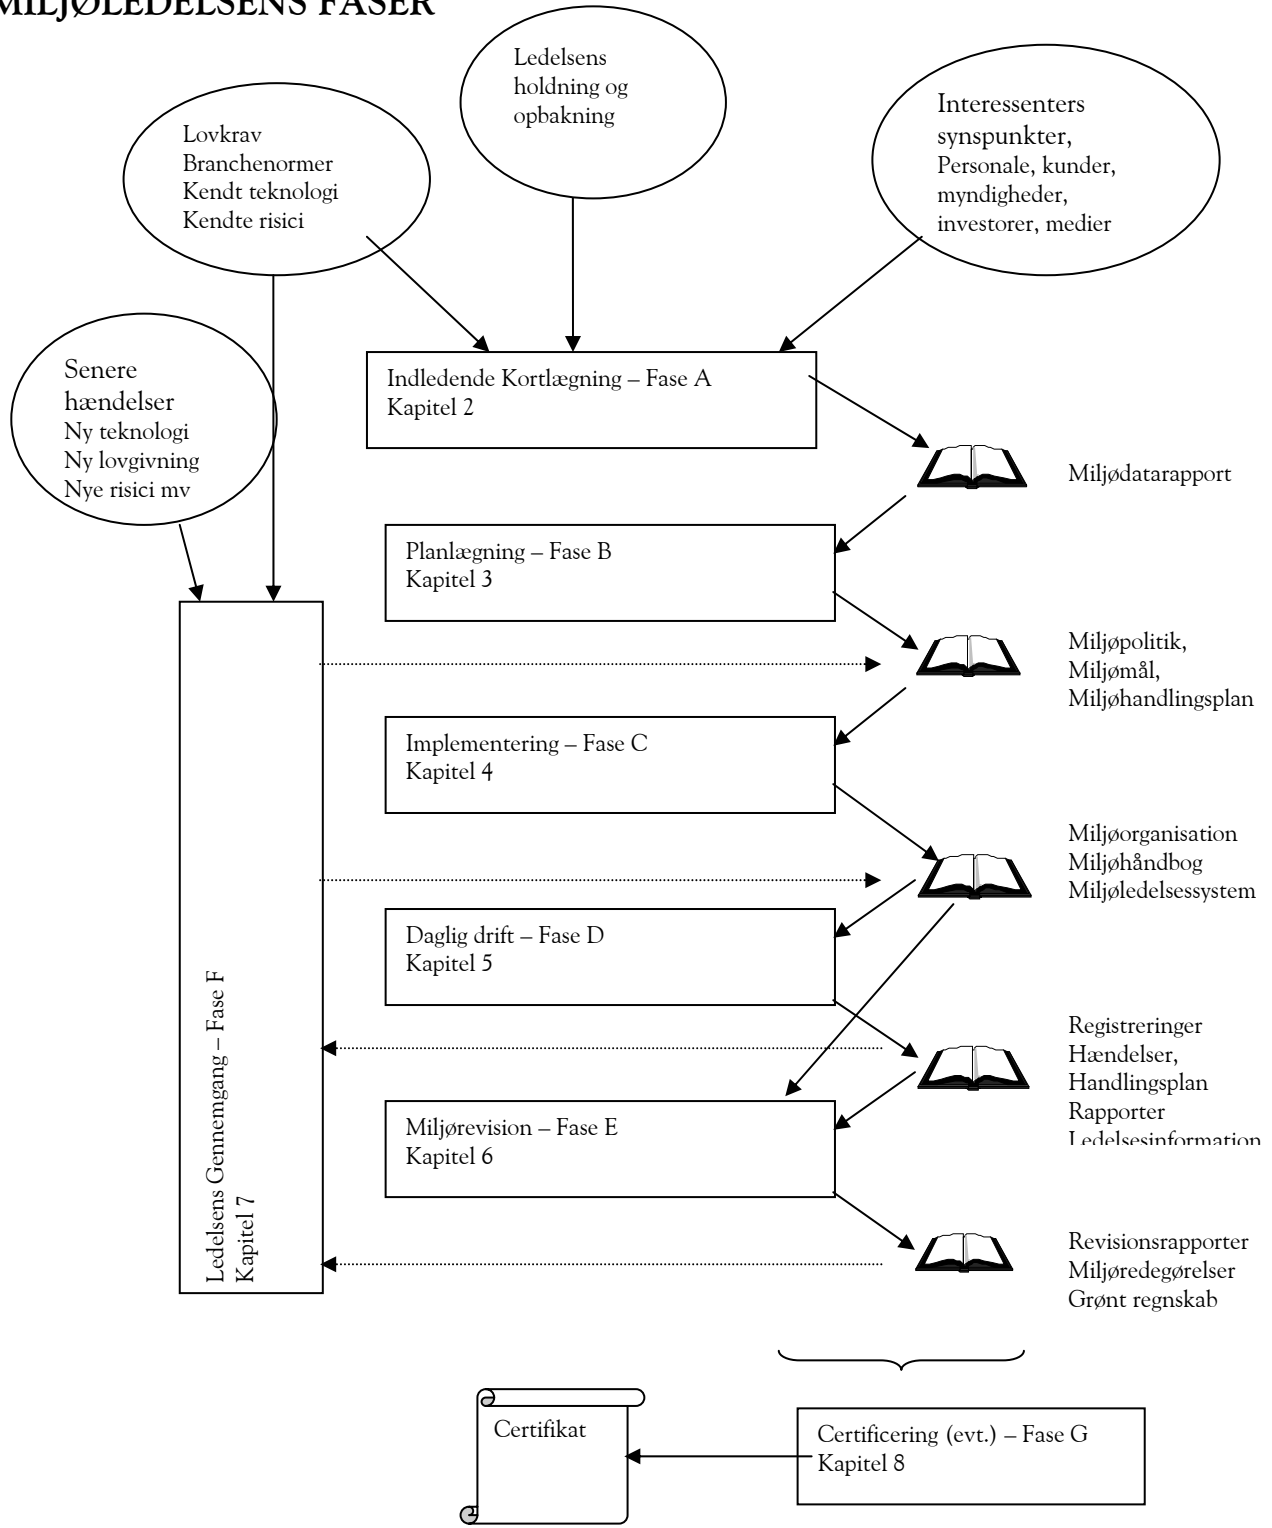 MILJØLEDELSENS FASER
Ledelsens
holdning og
opbakning
Lovkrav
Branchenormer
Kendt teknologi
Kendte risici
Interessenters
synspunkter,
Personale, kunder,
myndigheder,
investorer, medier
Senere
hændelser
Ny teknologi
Ny lovgivning
Nye risici mv
Indledende Kortlægning – Fase A
Kapitel 2
Miljødatarapport
Planlægning – Fase B
Kapitel 3
Miljøpolitik,
Miljømål,
Miljøhandlingsplan
Implementering – Fase C
Kapitel 4
Miljøorganisation
Miljøhåndbog
Miljøledelsessystem
Daglig drift – Fase D
Kapitel 5
Registreringer
Hændelser,
Handlingsplan
Rapporter
Ledelsesinformation
Miljørevision – Fase E
Kapitel 6
Ledelsens Gennemgang – Fase F
Kapitel 7
Revisionsrapporter
Miljøredegørelser
Grønt regnskab
Certifikat
Certificering (evt.) – Fase G
Kapitel 8